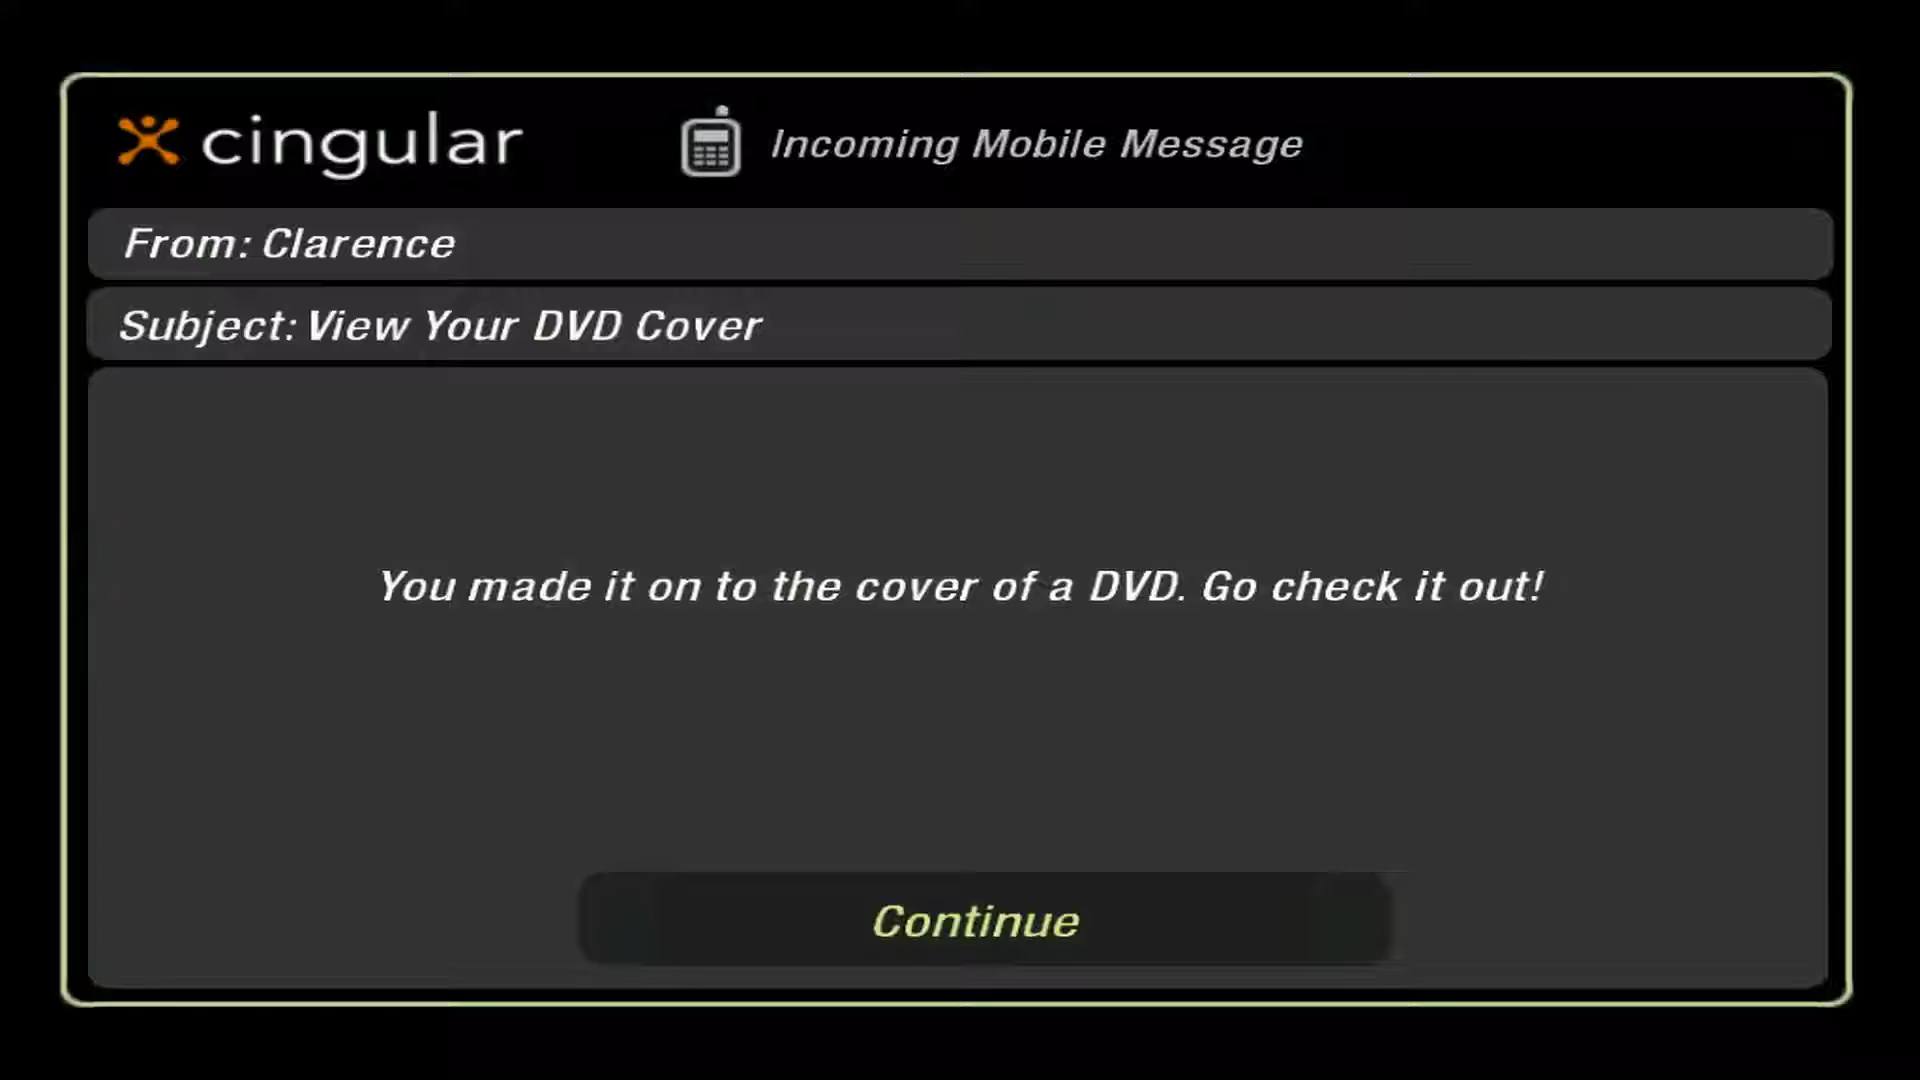 cingular
Incoming Mobile Message
From: Clarence
Subject: View Your DVD Cover
You made it on to the cover of a DVD. Go check it out!
Continue